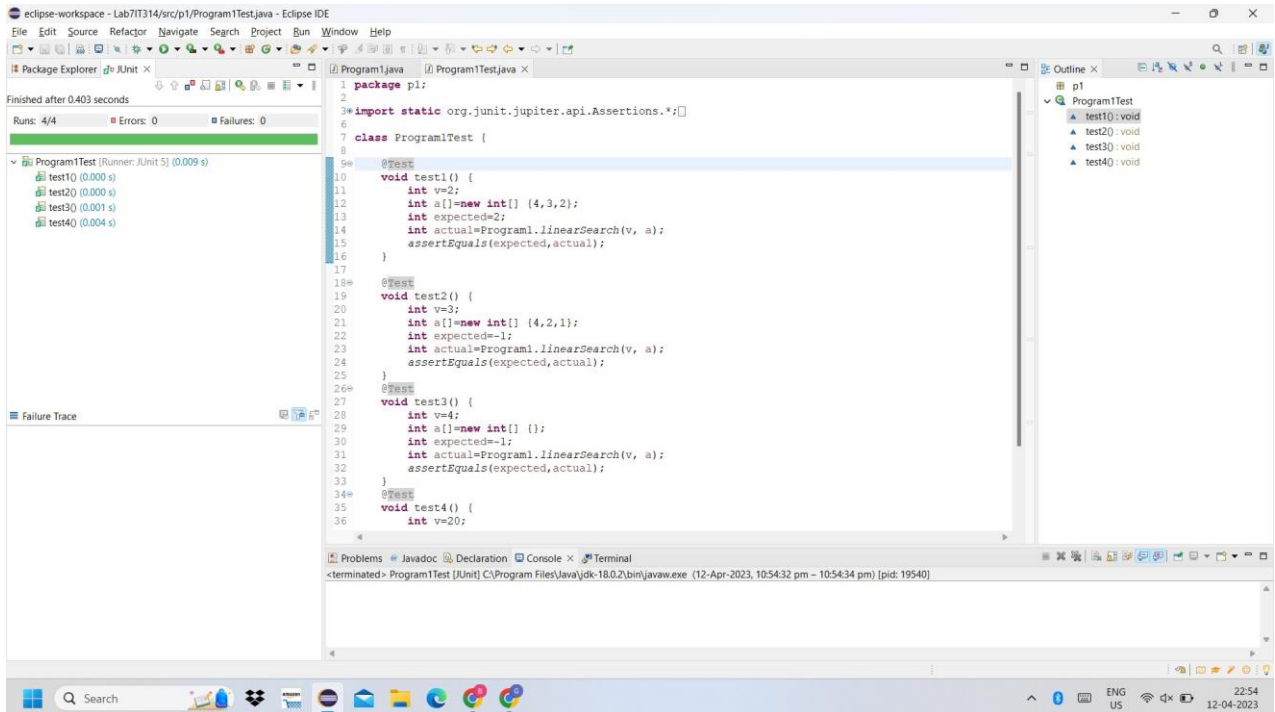 eclipse-workspace - Lab7IT314/src/p1/Program1Test.java - Eclipse IDE
File Edit Source Refactor Navigate Search Project Run Window Help
Package Explorer JUnit
Finished after 0.403 seconds
Runs: 4/4 Errors: 0 Failures: 0
Program1Test [Runner: JUnit 5] (0.009 s)
test1() (0.000 s)
test2() (0.000 s)
test3() (0.001 s)
test4() (0.004 s)
Failure Trace
Program1.java Program1Test.java
1 package p1;
2
3 import static org.junit.jupiter.api.Assertions.*;
6
7 class Program1Test {
8
9 @Test
10 void test1() {
11 int v=2;
12 int a[]=new int[] {4,3,2};
13 int expected=2;
14 int actual=Program1.linearSearch(v, a);
15 assertEquals(expected,actual);
16 }
17
18 @Test
19 void test2() {
20 int v=3;
21 int a[]=new int[] {4,2,1};
22 int expected=-1;
23 int actual=Program1.linearSearch(v, a);
24 assertEquals(expected,actual);
25 }
26 @Test
27 void test3() {
28 int v=4;
29 int a[]=new int[] {};
30 int expected=-1;
31 int actual=Program1.linearSearch(v, a);
32 assertEquals(expected,actual);
33 }
34 @Test
35 void test4() {
36 int v=20;
Outline
p1
Program1Test
test1() : void
test2() : void
test3() : void
test4() : void
Problems Javadoc Declaration Console Terminal
<terminated> Program1Test [JUnit] C:\Program Files\Java\jdk-18.0.2\bin\javaw.exe (12-Apr-2023, 10:54:32 pm – 10:54:34 pm) [pid: 19540]
Search
ENG
US
22:54
12-04-2023